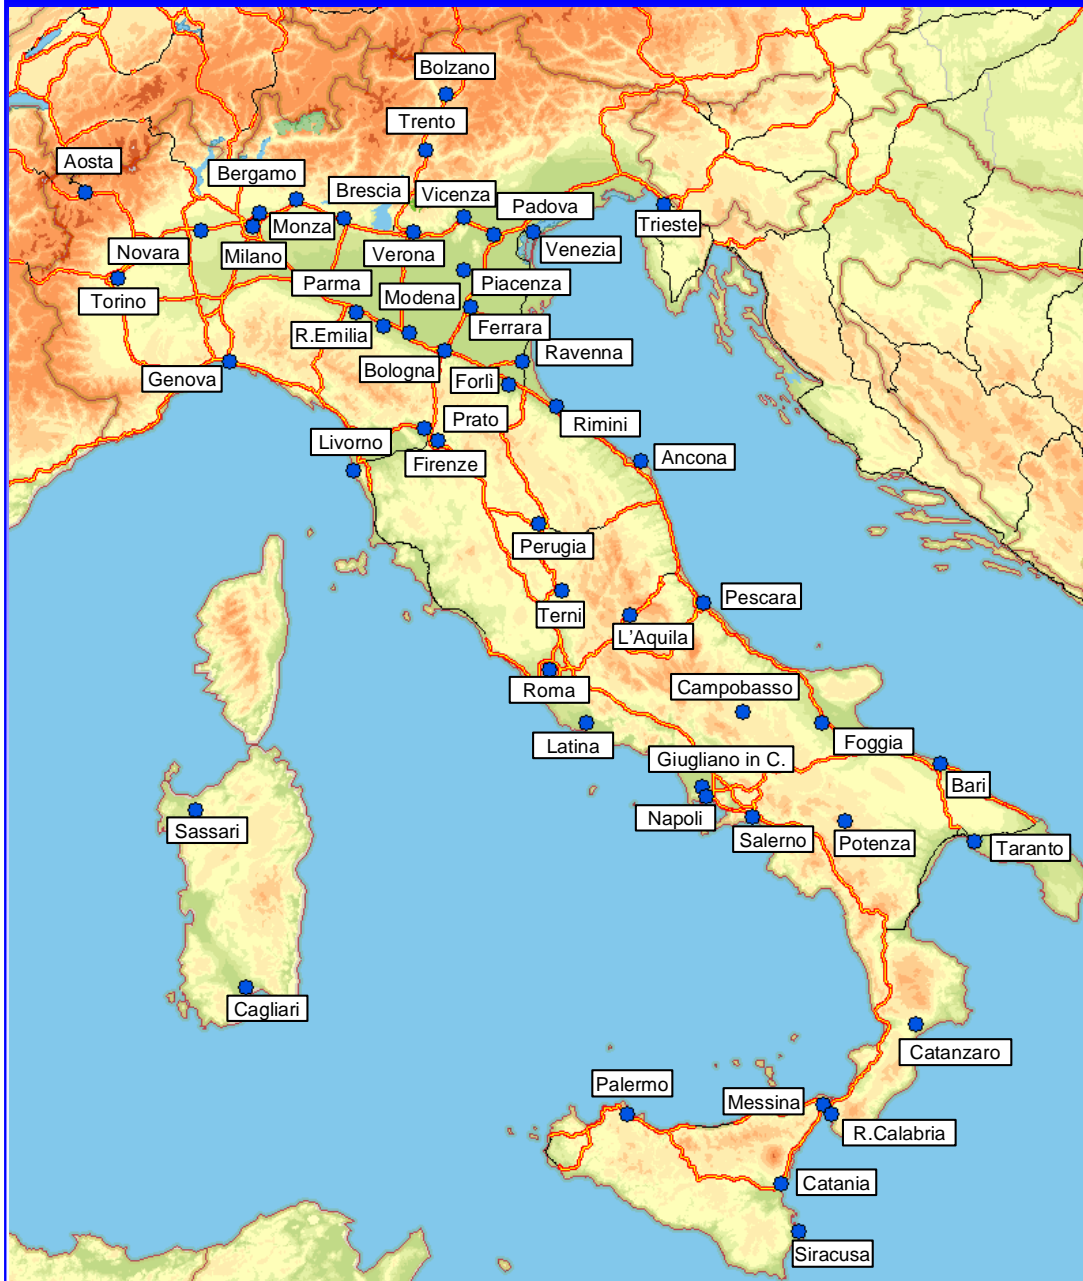 Bolzano
Trento
Aosta
Bergamo
Brescia
Vicenza
Padova
Trieste
Monza
Novara
Milano
Verona
Venezia
Parma
Piacenza
Torino
Modena
R.Emilia
Ferrara
Ravenna
Genova
Bologna
Forlì
Prato
Rimini
Livorno
Firenze
Ancona
Perugia
Pescara
Terni
L'Aquila
Roma
Campobasso
Latina
Foggia
Giugliano in C.
Bari
Napoli
Sassari
Salerno
Potenza
Taranto
Cagliari
Catanzaro
Palermo
Messina
R.Calabria
Catania
Siracusa